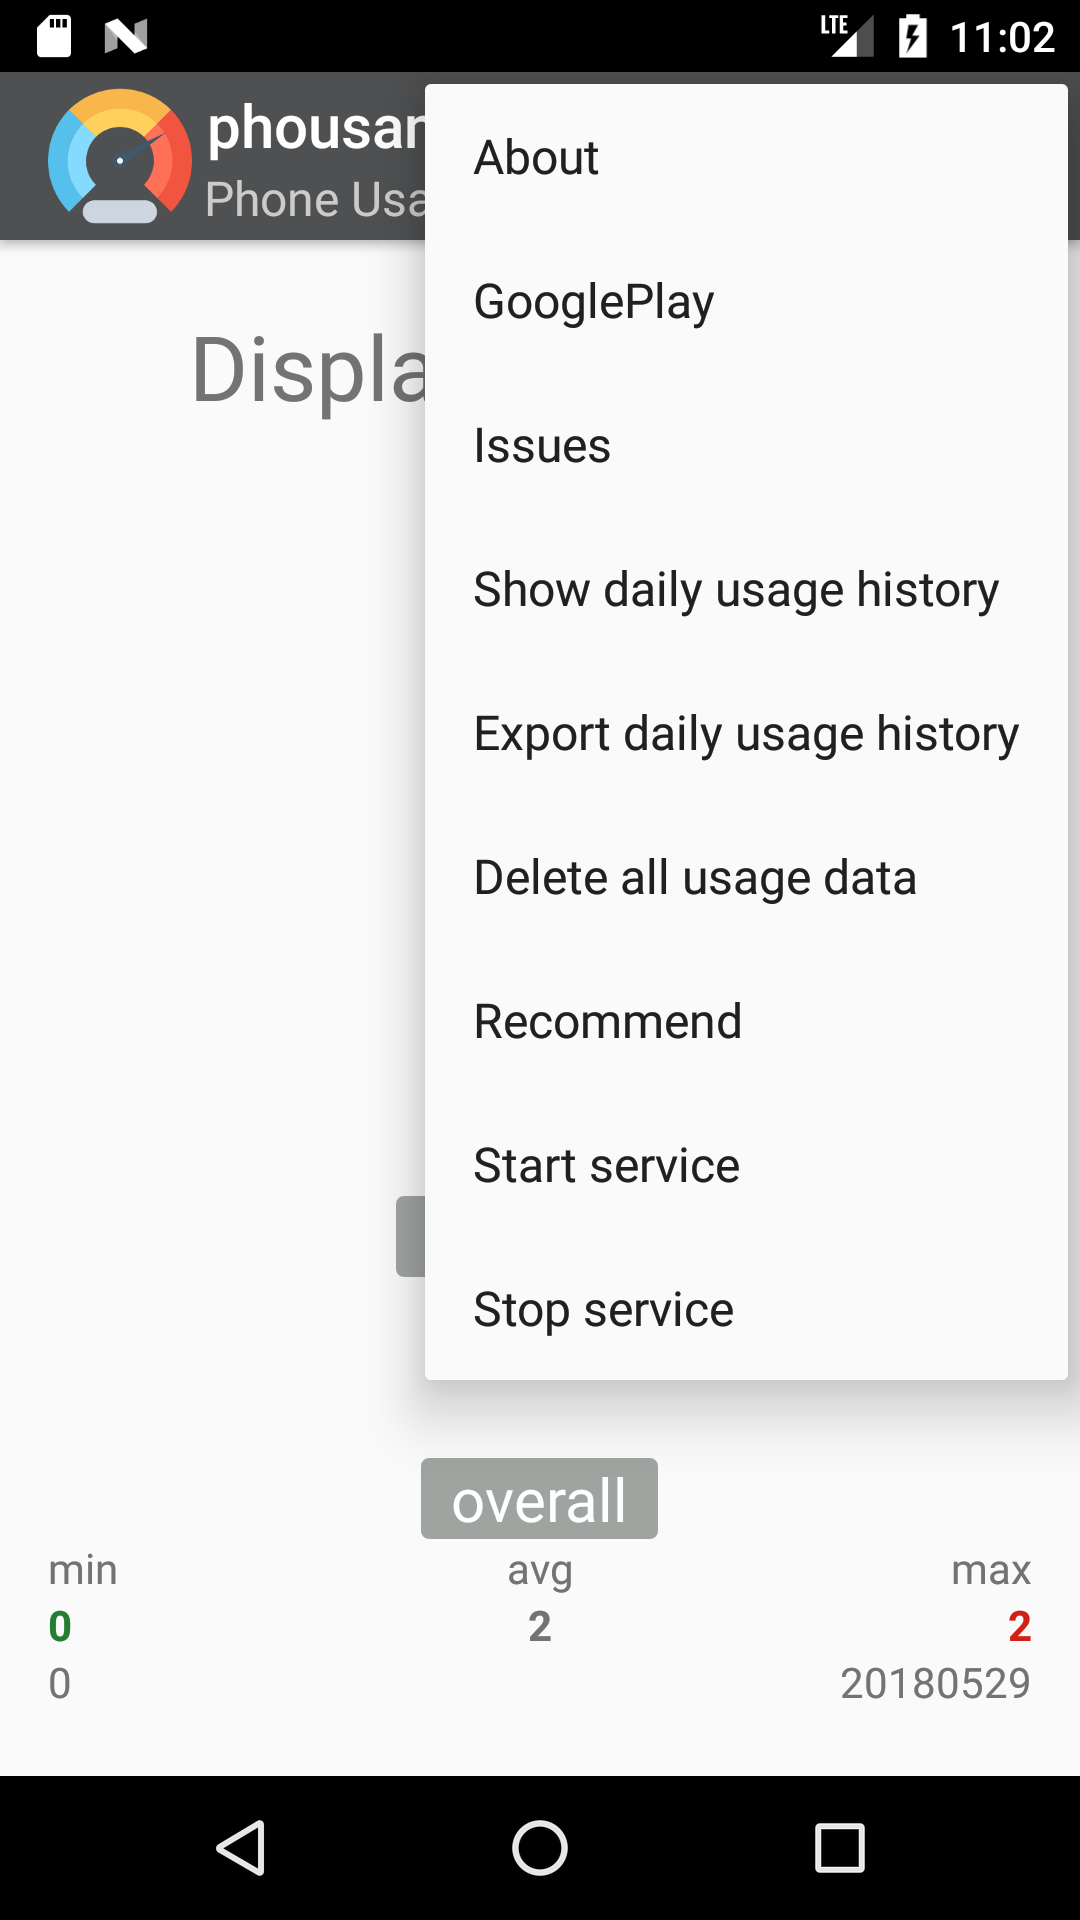 LTE 11:02
phousan
Phone Usa
Displa
About
GooglePlay
Issues
Show daily usage history
Export daily usage history
Delete all usage data
Recommend
Start service
Stop service
overall
min avg max
0 2 2
0 20180529